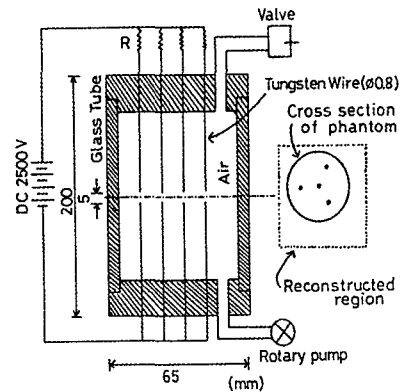 Valve
R
Tungsten Wire(ø0.8)
Glass Tube
Cross section
of phantom
Air
DC 2500V
200
5
Reconstructed
region
Rotary pump
65
(mm)